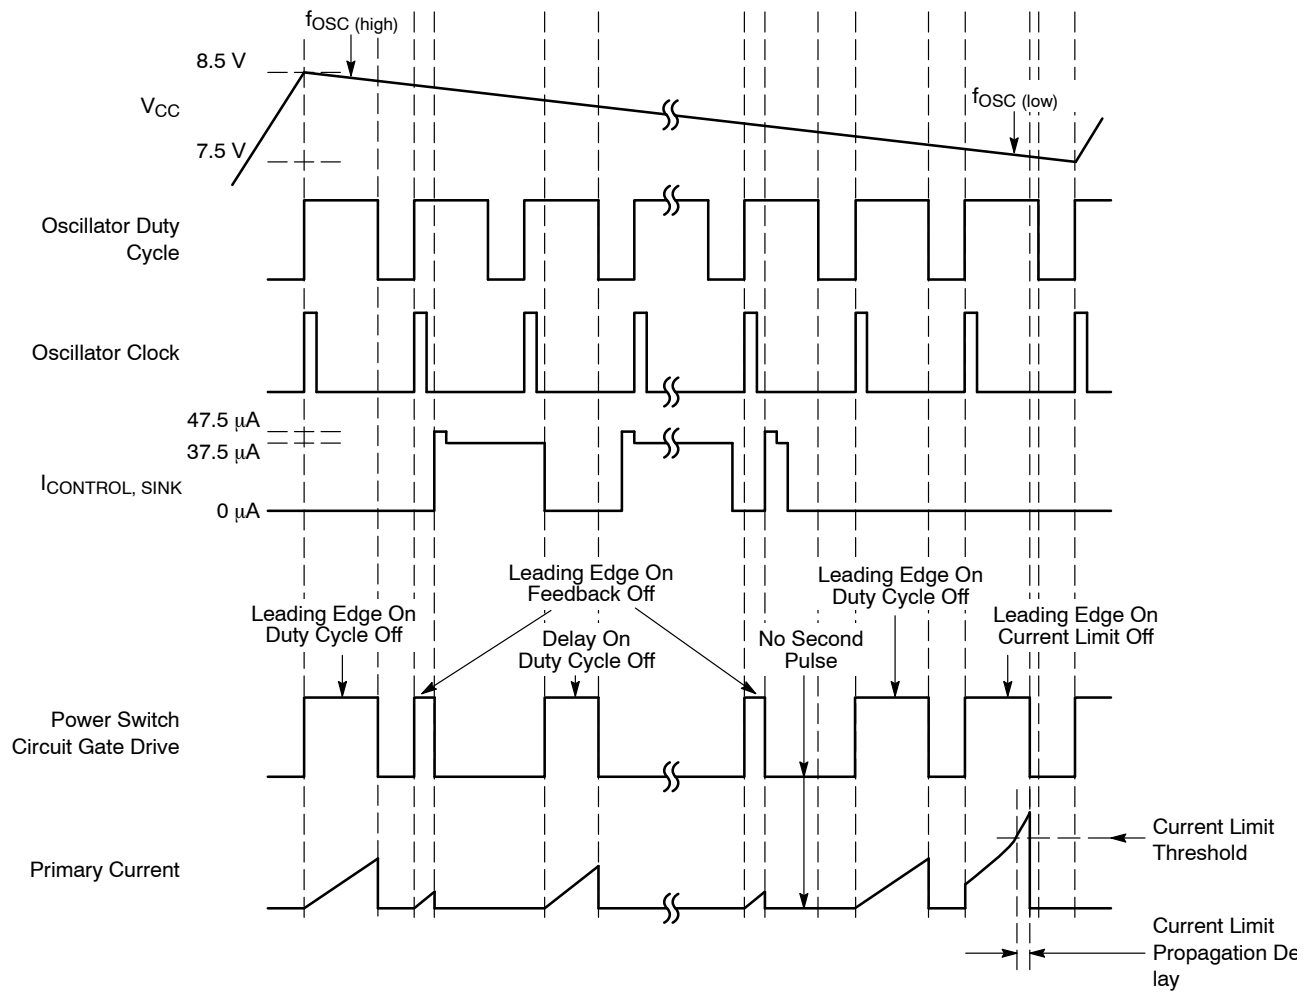 fOSC (high)
8.5 V
VCC
fOSC (low)
7.5 V
Oscillator Duty
Cycle
Oscillator Clock
47.5 μA
37.5 μA
ICONTROL, SINK
0 μA
Leading Edge On
Feedback Off
Leading Edge On
Duty Cycle Off
Leading Edge On
Duty Cycle Off
Delay On
Duty Cycle Off
No Second
Pulse
Leading Edge On
Current Limit Off
Power Switch
Circuit Gate Drive
Primary Current
Current Limit
Threshold
Current Limit
Propagation De
lay